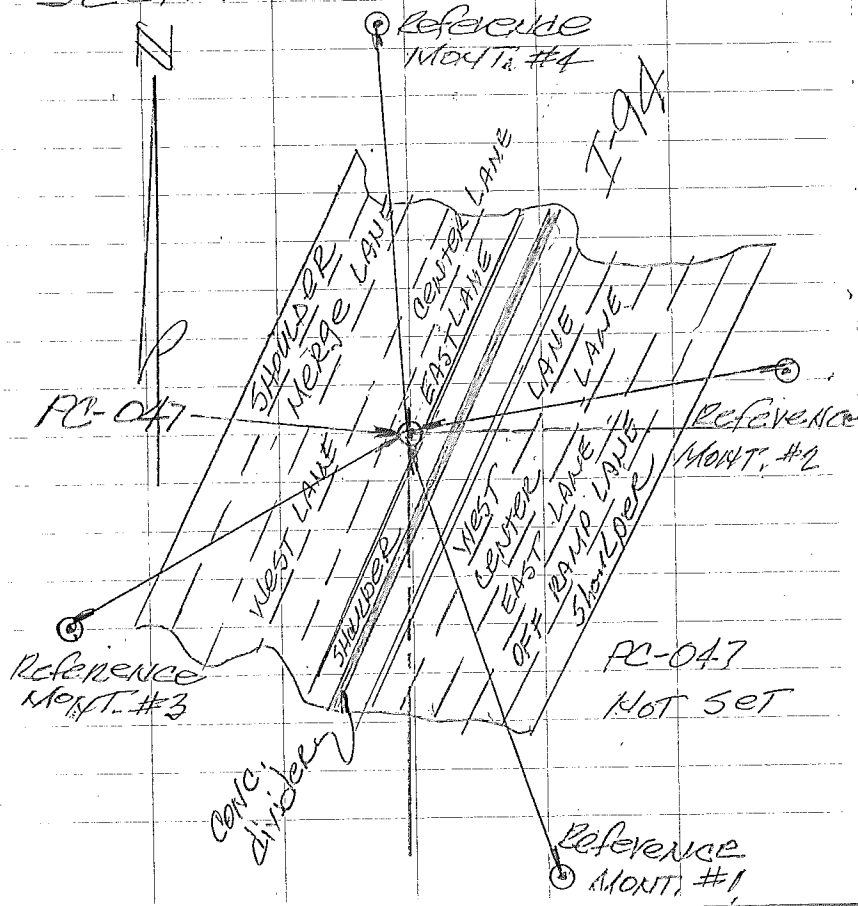 N
Reference
MONT. #4
I-94
SHOULDER
Merge LANE
CENTER LANE
EAST LANE
PC-047
WEST LANE
SHOULDER
WEST LANE
CENTER LANE
EAST LANE
OFF RAMP LANE
ShouLDer
Reference
MONT. #2
Reference
MONT. #3
PC-047
NOT SET
CONC.
divider
Reference
MONT. #1